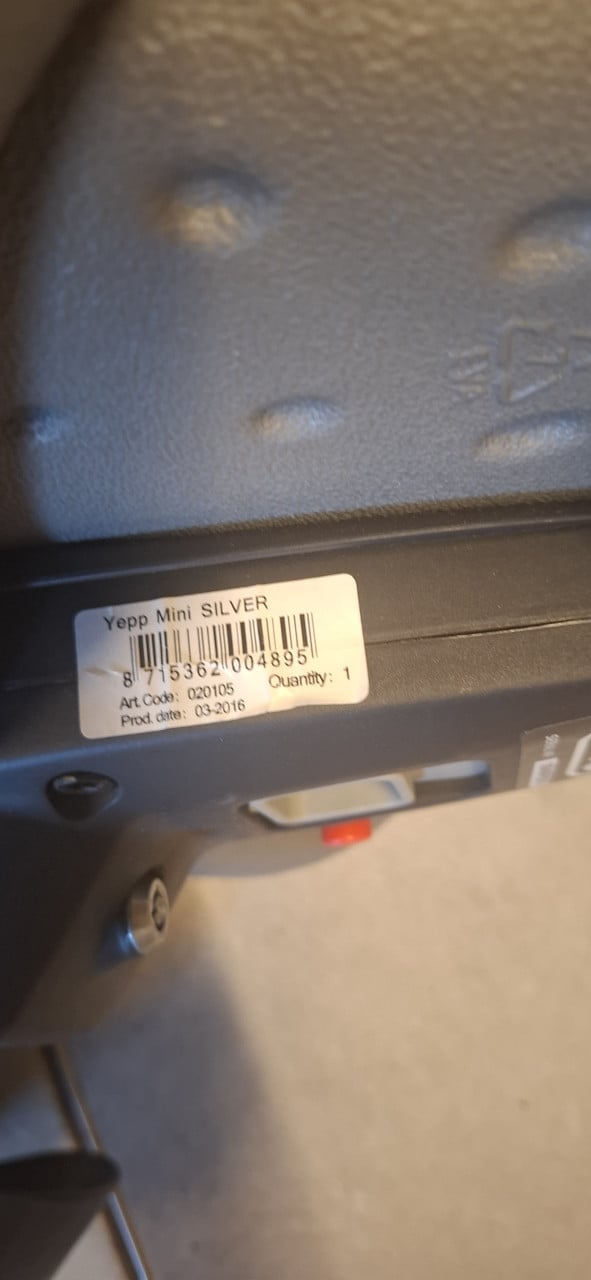 Yepp Mini SILVER
8 715362 004895
Art.Code: 020105 Quantity: 1
Prod. date: 03-2016